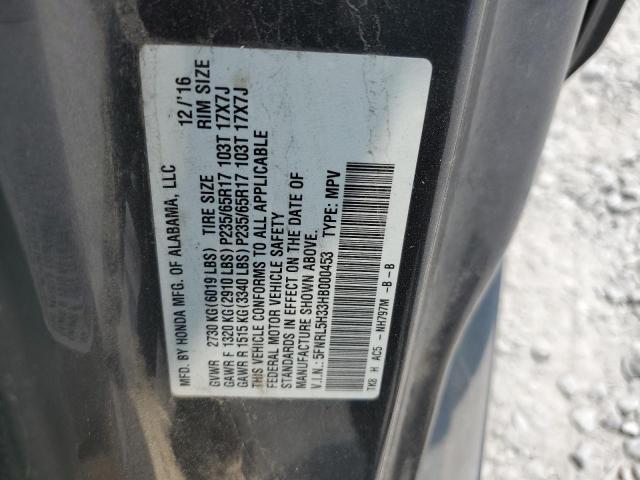 MFD. BY HONDA MFG. OF ALABAMA, LLC 12/'16
GVWR 2730 KG(6019 LBS) TIRE SIZE RIM SIZE
GAWR F 1320 KG(2910 LBS) P235/65R17 103T 17X7J
GAWR R 1515 KG(3340 LBS) P235/65R17 103T 17X7J
THIS VEHICLE CONFORMS TO ALL APPLICABLE
FEDERAL MOTOR VEHICLE SAFETY
STANDARDS IN EFFECT ON THE DATE OF
MANUFACTURE SHOWN ABOVE.
V.I.N.: 5FNRL5H33HB000453 TYPE: MPV
TK8 H AC5 - NH797M -B - B